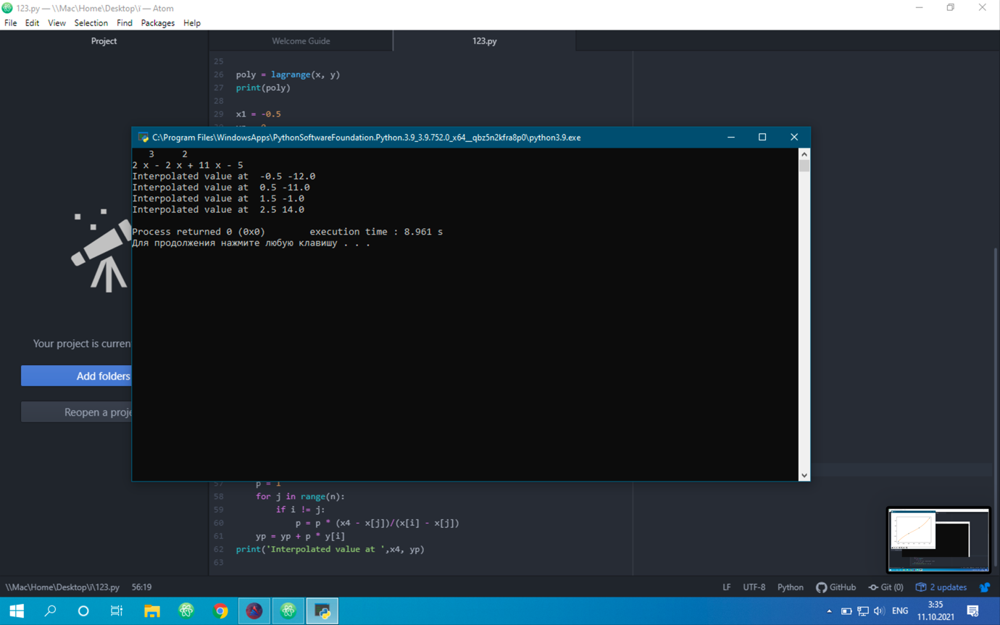 123.py — \\Mac\Home\Desktop\ї — Atom
File Edit View Selection Find Packages Help
Project
Welcome Guide
123.py
25
26 poly = lagrange(x, y)
27 print(poly)
28
29 x1 = -0.5
C:\Program Files\WindowsApps\PythonSoftwareFoundation.Python.3.9_3.9.752.0_x64__qbz5n2kfra8p0\python3.9.exe
3 2
2 x - 2 x + 11 x - 5
Interpolated value at  -0.5 -12.0
Interpolated value at  0.5 -11.0
Interpolated value at  1.5 -1.0
Interpolated value at  2.5 14.0
Process returned 0 (0x0) execution time : 8.961 s
Для продолжения нажмите любую клавишу . . .
Your project is curren
Add folders
Reopen a proje
57 p = 1
58 for j in range(n):
59 if i != j:
60 p = p * (x4 - x[j])/(x[i] - x[j])
61 yp = yp + p * y[i]
62 print('Interpolated value at ',x4, yp)
63
\\Mac\Home\Desktop\ї\123.py 56:19
LF UTF-8 Python GitHub Git (0) 2 updates
ENG
3:35
11.10.2021